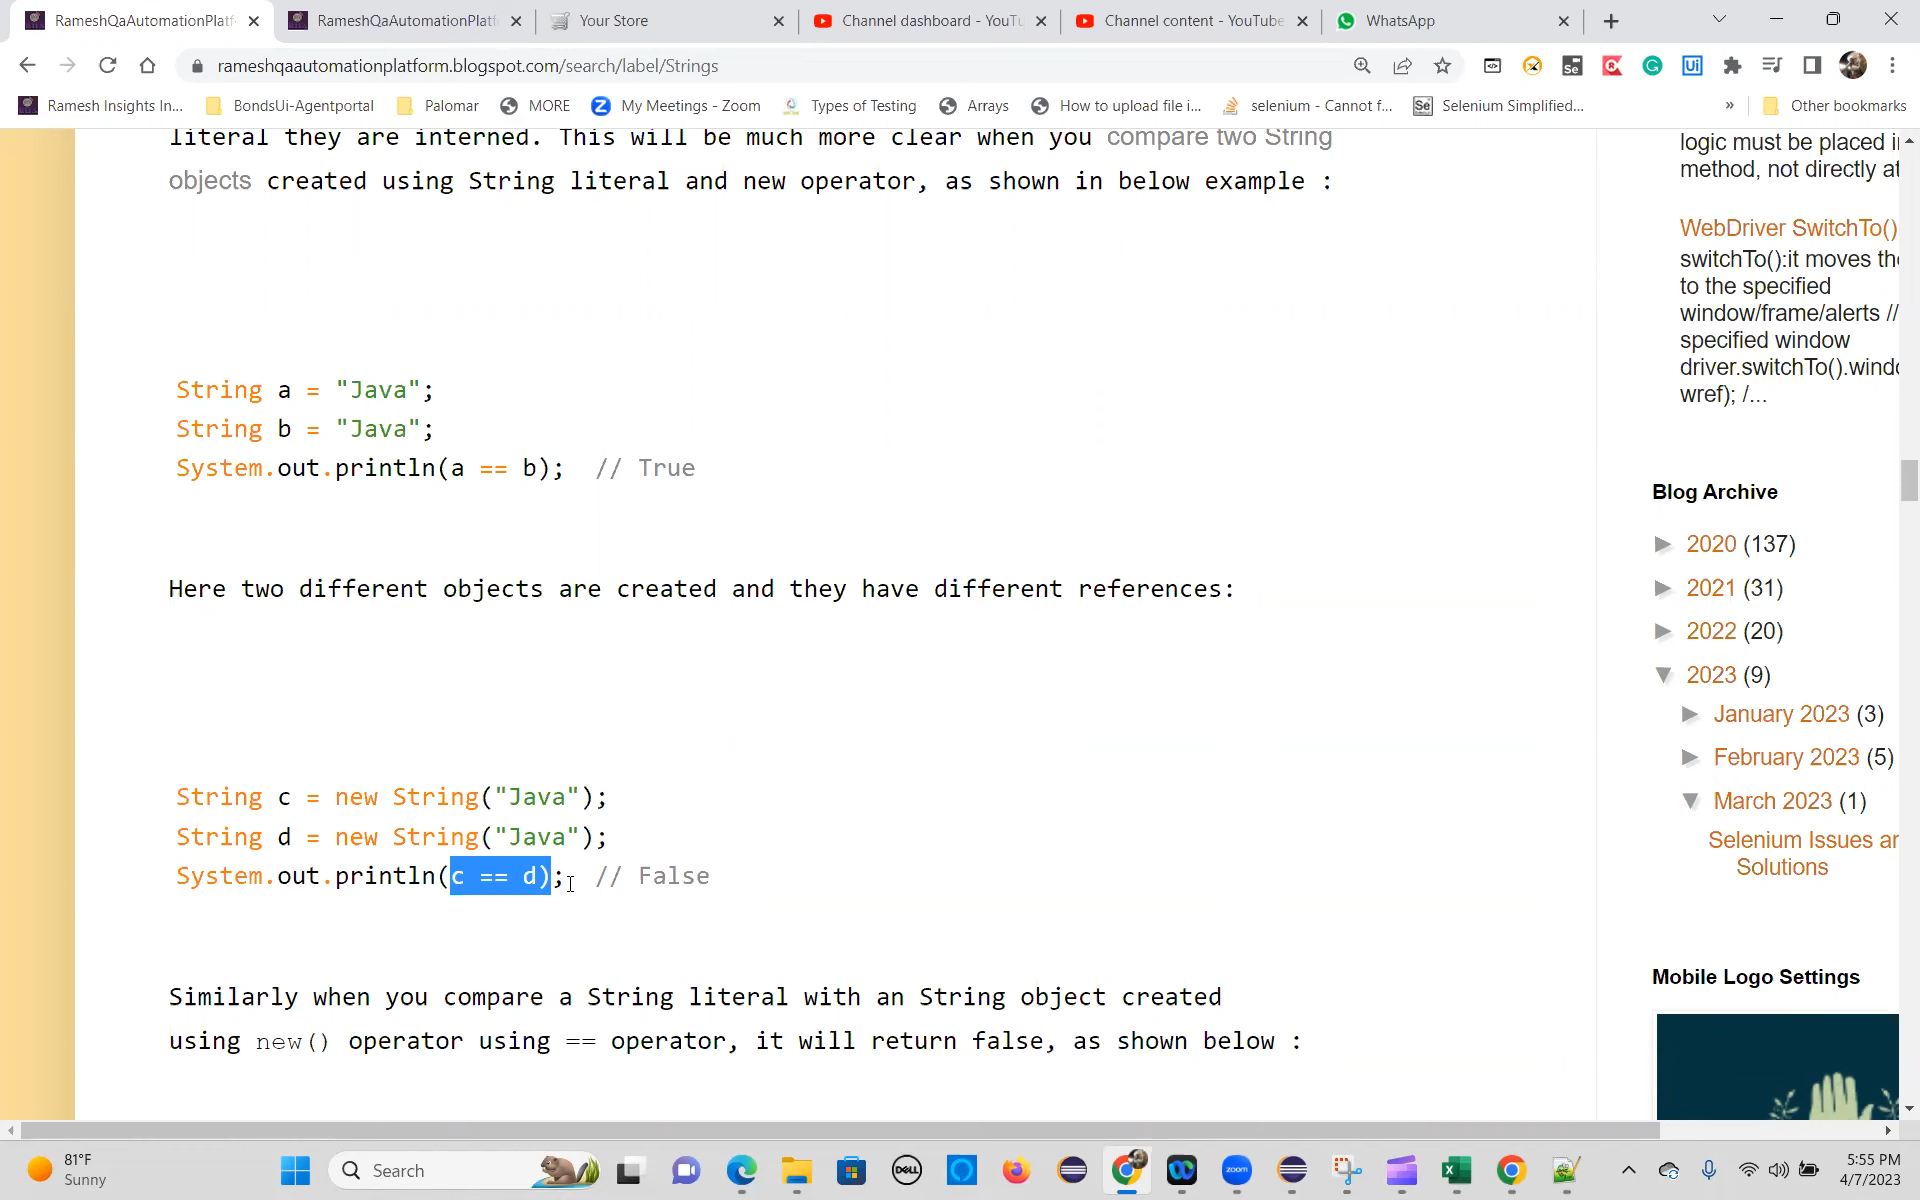 RameshQaAutomationPlatf
RameshQaAutomationPlatf
Your Store
Channel dashboard - YouTu
Channel content - YouTube
WhatsApp
rameshqaautomationplatform.blogspot.com/search/label/Strings
Ramesh Insights In...
BondsUi-Agentportal
Palomar
MORE
My Meetings - Zoom
Types of Testing
Arrays
How to upload file i...
selenium - Cannot f...
Selenium Simplified...
»
Other bookmarks
literal they are interned. This will be much more clear when you compare two String
objects created using String literal and new operator, as shown in below example :
String a = "Java";
String b = "Java";
System.out.println(a == b);  // True
Here two different objects are created and they have different references:
String c = new String("Java");
String d = new String("Java");
System.out.println(c == d);  // False
Similarly when you compare a String literal with an String object created
using new() operator using == operator, it will return false, as shown below :
logic must be placed i
method, not directly at
WebDriver SwitchTo()
switchTo():it moves the
to the specified
window/frame/alerts //
specified window
driver.switchTo().windo
wref); /...
Blog Archive
► 2020 (137)
► 2021 (31)
► 2022 (20)
▼ 2023 (9)
► January 2023 (3)
► February 2023 (5)
▼ March 2023 (1)
Selenium Issues an
Solutions
Mobile Logo Settings
81°F
Sunny
Search
DELL
zoom
5:55 PM
4/7/2023